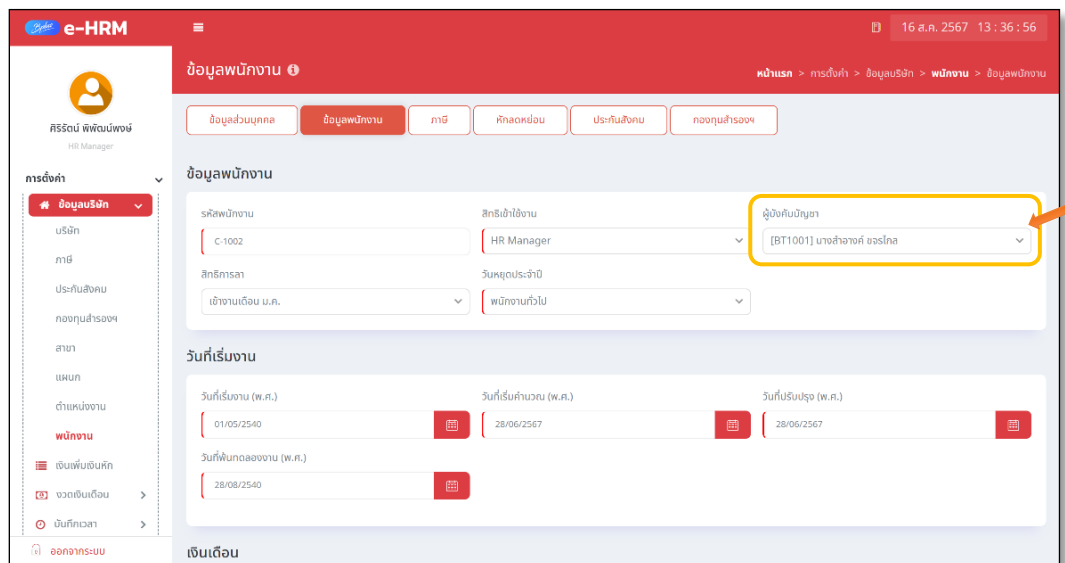 Byte e-HRM
16 ส.ค. 2567 13 : 36 : 56
ข้อมูลพนักงาน
หน้าแรก > การตั้งค่า > ข้อมูลบริษัท > พนักงาน > ข้อมูลพนักงาน
ศิริรัตน์ พิพัฒน์พงษ์
HR Manager
ข้อมูลส่วนบุคคล
ข้อมูลพนักงาน
ภาษี
หักลดหย่อน
ประกันสังคม
กองทุนสำรองฯ
การตั้งค่า
ข้อมูลบริษัท
บริษัท
ภาษี
ประกันสังคม
กองทุนสำรองฯ
สาขา
แผนก
ตำแหน่งงาน
พนักงาน
เงินเพิ่มเงินหัก
งวดเงินเดือน
บันทึกเวลา
ออกจากระบบ
ข้อมูลพนักงาน
รหัสพนักงาน
C-1002
สิทธิเข้าใช้งาน
HR Manager
ผู้บังคับบัญชา
[BT1001] นางสำอางค์ ขจรไกล
สิทธิการลา
เข้างานเดือน ม.ค.
วันหยุดประจำปี
พนักงานทั่วไป
วันที่เริ่มงาน
วันที่เริ่มงาน (พ.ศ.)
01/05/2540
วันที่เริ่มคำนวณ (พ.ศ.)
28/06/2567
วันที่ปรับปรุง (พ.ศ.)
28/06/2567
วันที่พ้นทดลองงาน (พ.ศ.)
28/08/2540
เงินเดือน